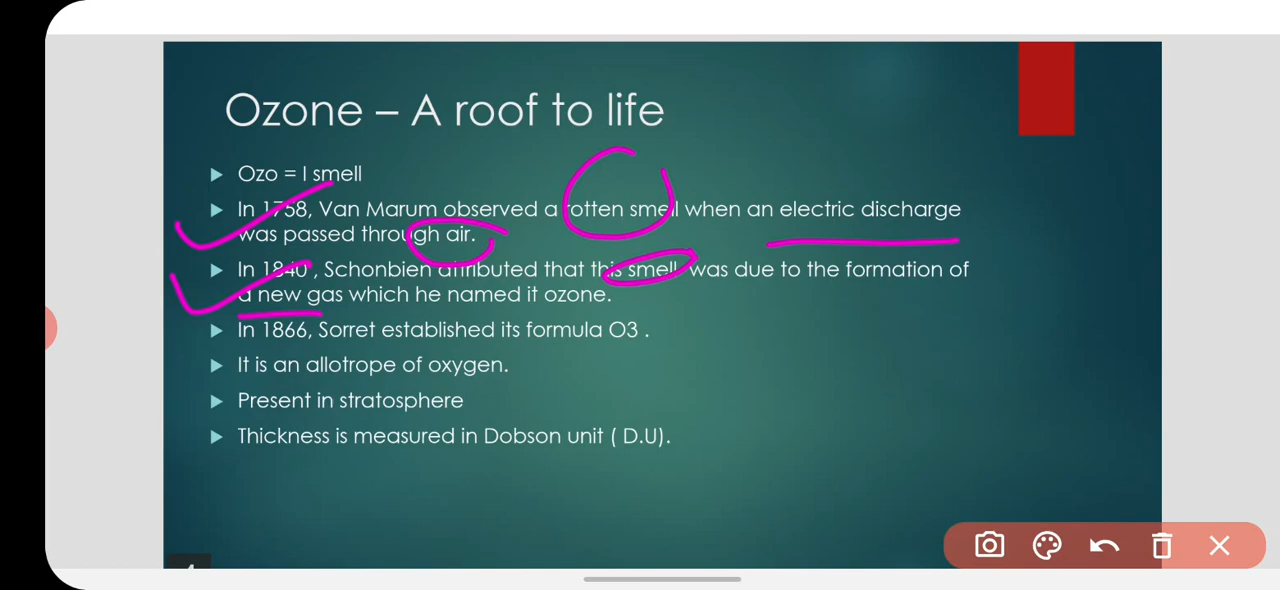 Ozone – A roof to life
Ozo = I smell
In 1758, Van Marum observed a rotten smell when an electric discharge
was passed through air.
In 1840 , Schonbien attributed that this smell was due to the formation of
a new gas which he named it ozone.
In 1866, Sorret established its formula O3 .
It is an allotrope of oxygen.
Present in stratosphere
Thickness is measured in Dobson unit ( D.U).